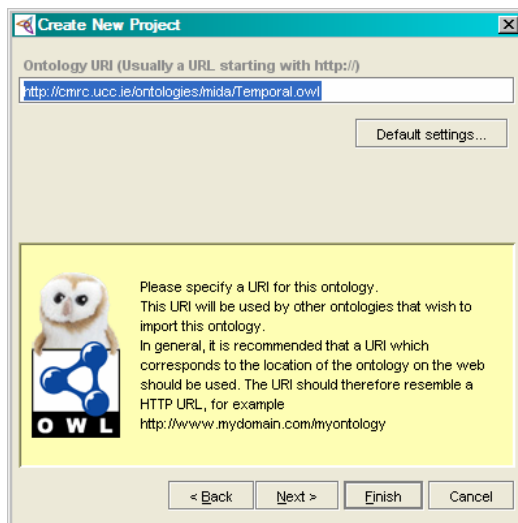 Create New Project
Ontology URI (Usually a URL starting with http://)
http://cmrc.ucc.ie/ontologies/mida/Temporal.owl
Default settings...
Please specify a URI for this ontology.
This URI will be used by other ontologies that wish to
import this ontology.
In general, it is recommended that a URI which
corresponds to the location of the ontology on the web
should be used. The URI should therefore resemble a
HTTP URL, for example
http://www.mydomain.com/myontology
OWL
< Back
Next >
Finish
Cancel